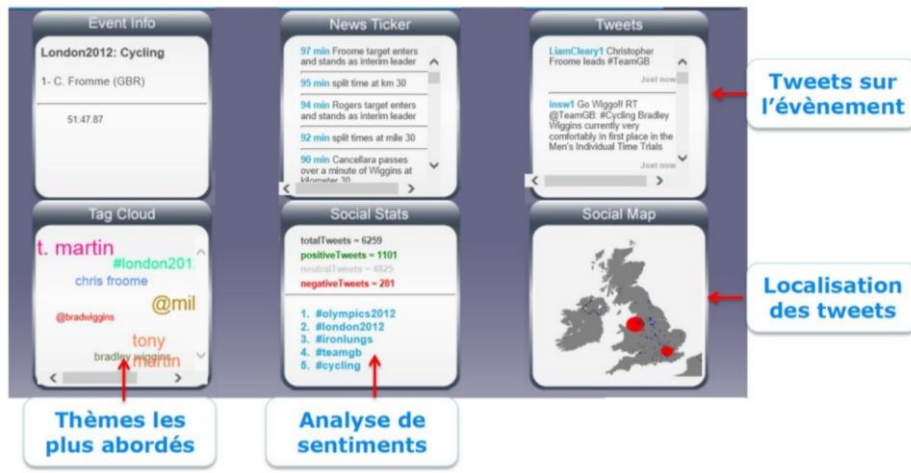 Event Info
London2012: Cycling
1- C. Fromme (GBR)
51:47.87
News Ticker
97 min Froome target enters
and stands as interim leader
95 min split time at km 30
94 min Rogers target enters
and stands as interim leader
92 min split times at mile 30
90 min Cancellara passes
over a minute of Wiggins at
kilometer 30
Tweets
LiamCleary1 Christopher
Froome leads #TeamGB
Just now
insw1 Go Wiggo!! RT
@TeamGB: #Cycling Bradley
Wiggins currently very
comfortably in first place in the
Men's Individual Time Trials
Just now
Tweets sur
l'évènement
Tag Cloud
t. martin
#london201
chris froome
@mil
@bradwiggins
tony
martin
bradley wiggins
Social Stats
totalTweets = 6259
positiveTweets = 1101
neutralTweets = 4825
negativeTweets = 281
1. #olympics2012
2. #london2012
3. #ironlungs
4. #teamgb
5. #cycling
Social Map
Localisation
des tweets
Thèmes les
plus abordés
Analyse de
sentiments